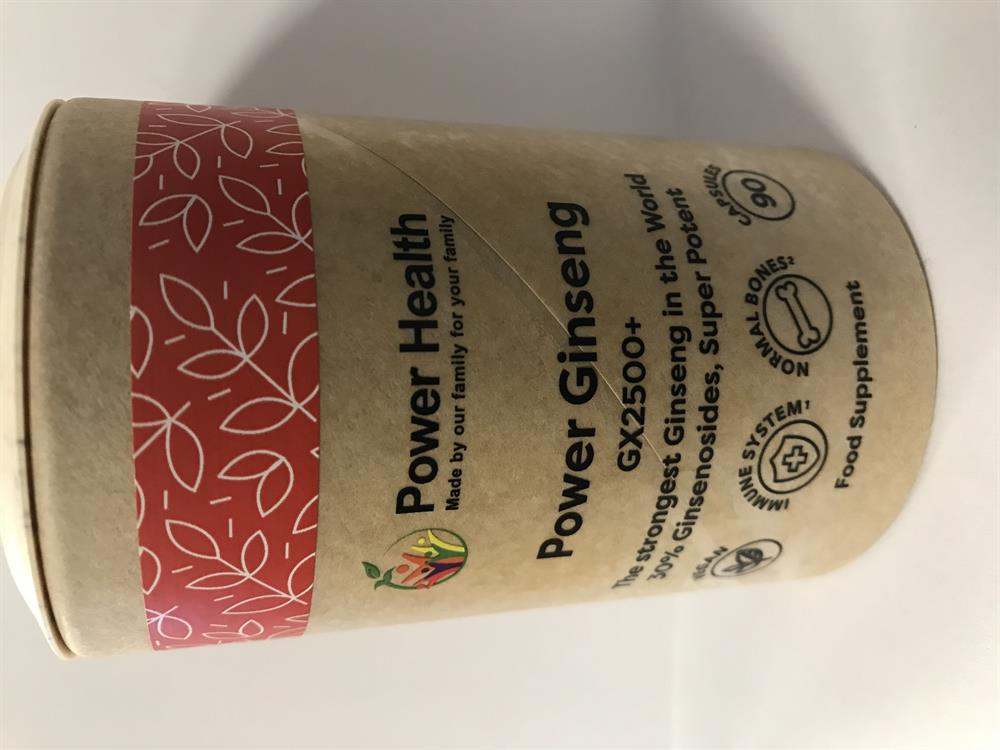 Power Health
Made by our family for your family
Power Ginseng
GX2500+
The strongest Ginseng in the World
30% Ginsenosides, Super Potent
VEGAN
IMMUNE SYSTEM¹
NORMAL BONES²
CAPSULES
90
Food Supplement